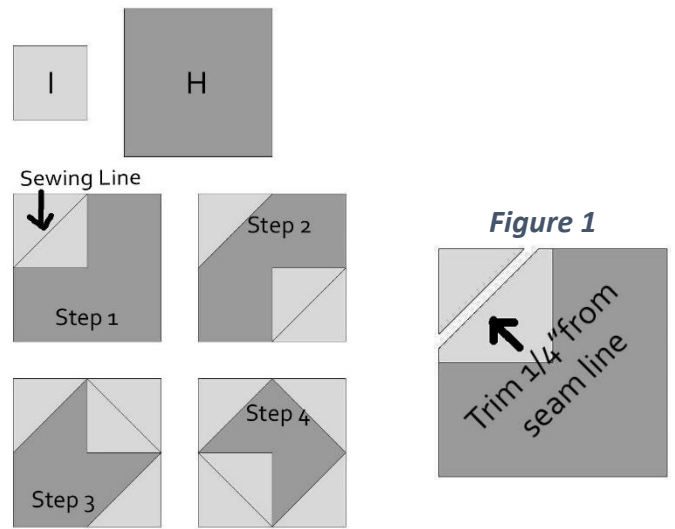 I
H
Sewing Line
Step 1
Step 2
Step 3
Step 4
Figure 1
Trim 1/4"from
seam line